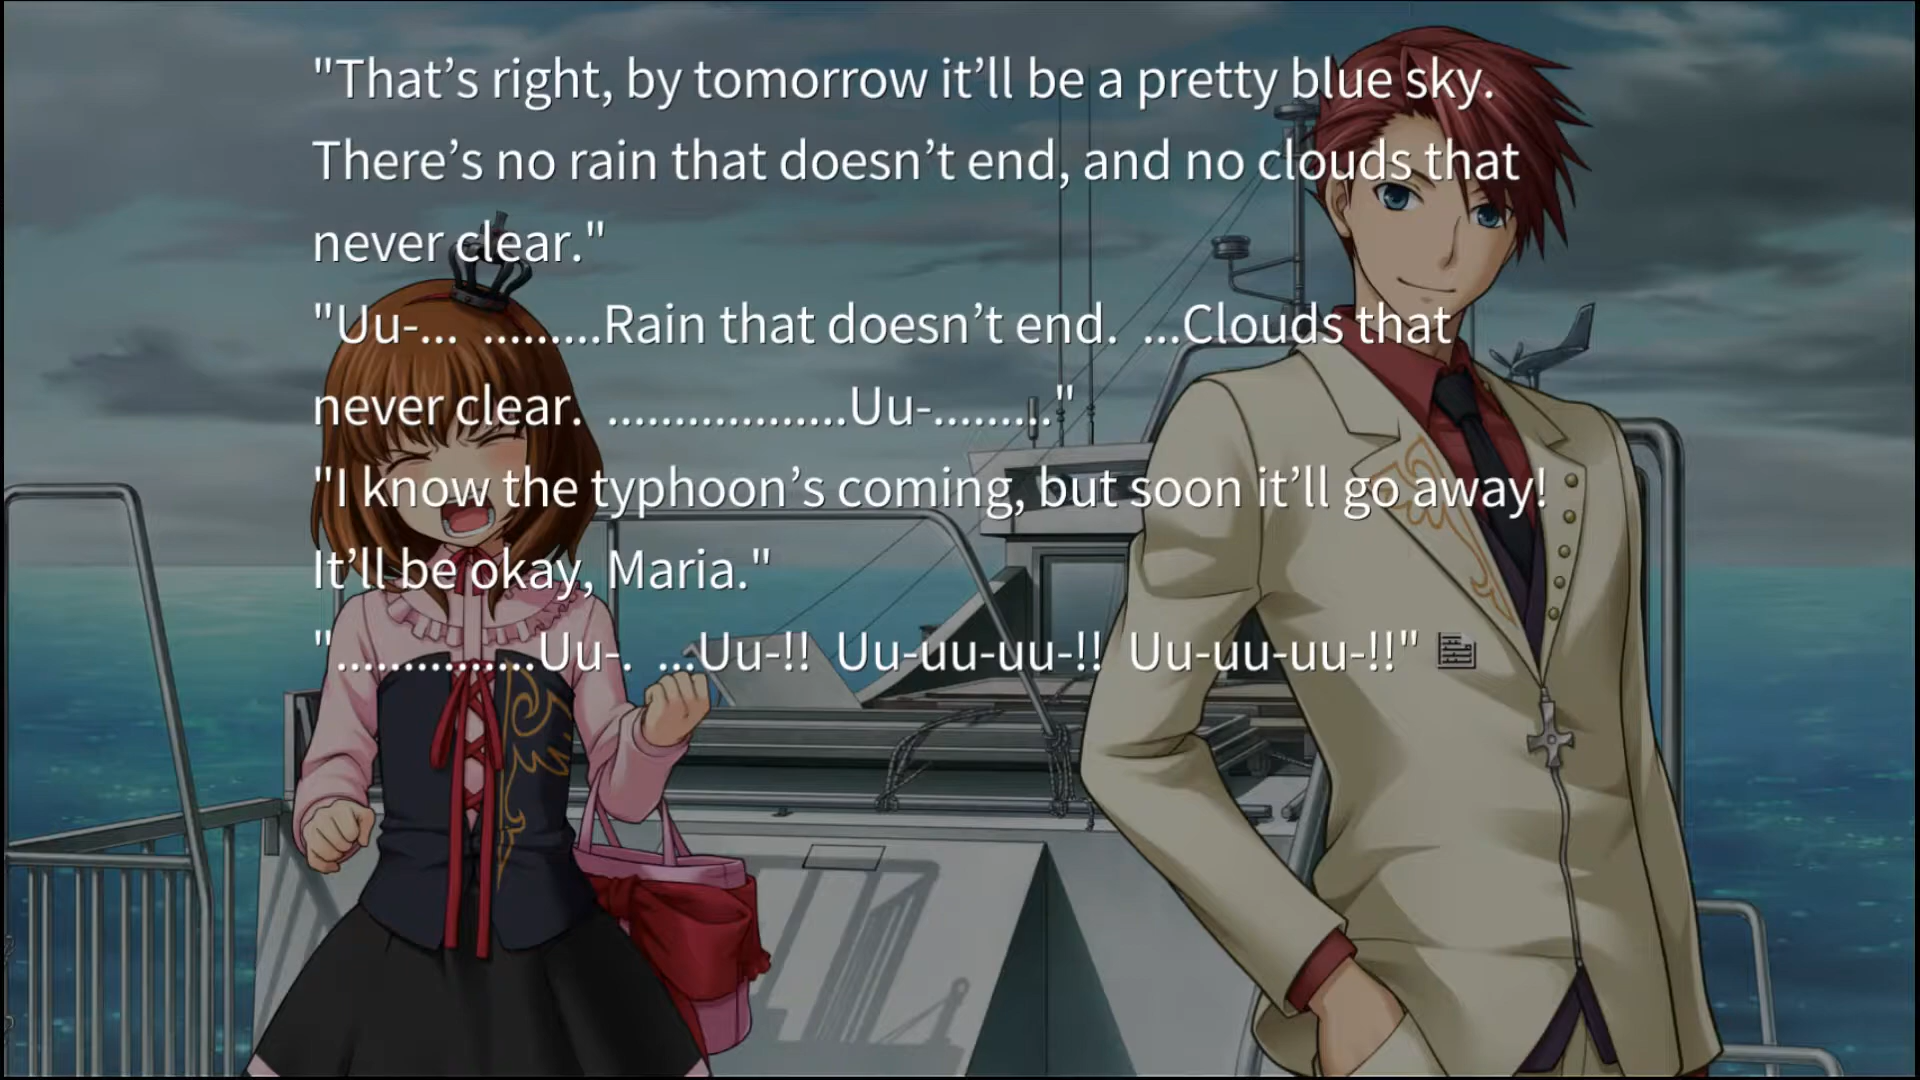 "That’s right, by tomorrow it’ll be a pretty blue sky.
There’s no rain that doesn’t end, and no clouds that
never clear."
"Uu-... .........Rain that doesn’t end. ...Clouds that
never clear. ..................Uu-........."
"I know the typhoon’s coming, but soon it’ll go away!
It’ll be okay, Maria."
"...............Uu-. ...Uu-!! Uu-uu-uu-!! Uu-uu-uu-!!"